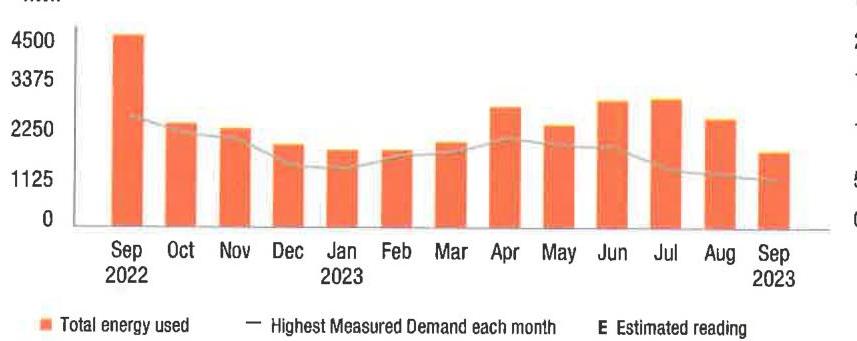 4500
3375
2250
1125
0
Sep Oct Nov Dec Jan Feb Mar Apr May Jun Jul Aug Sep
2022 2023 2023
Total energy used Highest Measured Demand each month E Estimated reading